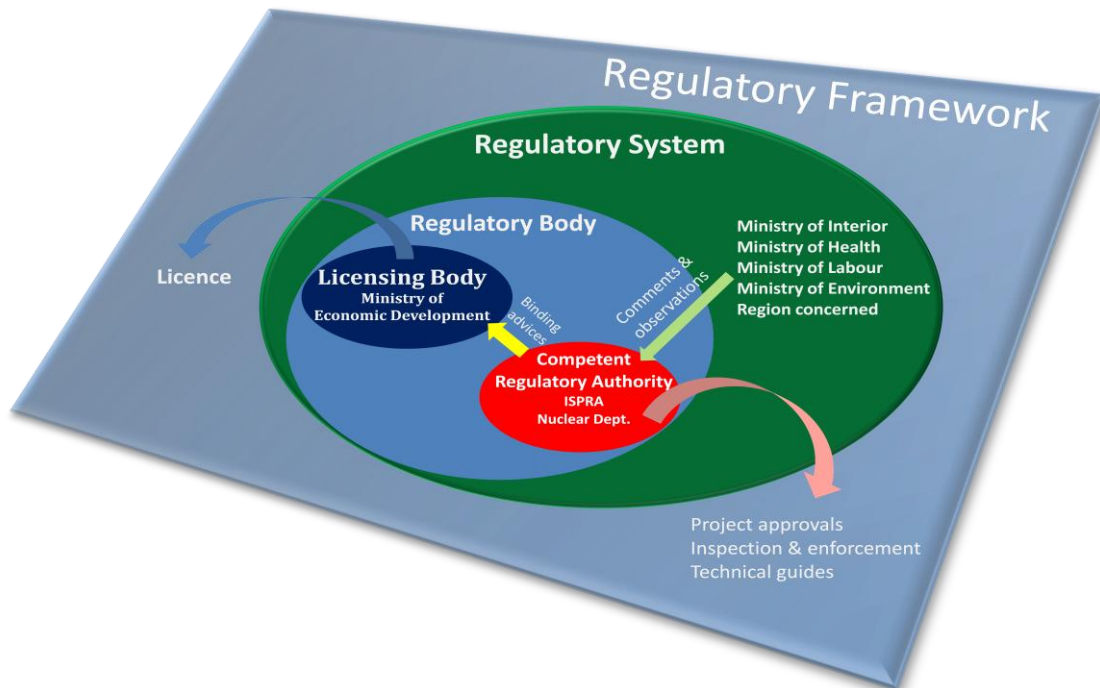 Regulatory Framework
Regulatory System
Regulatory Body
Licence
Licensing Body
Ministry of
Economic Development
Binding
advices
Comments &
observations
Ministry of Interior
Ministry of Health
Ministry of Labour
Ministry of Environment
Region concerned
Competent
Regulatory Authority
ISPRA
Nuclear Dept.
Project approvals
Inspection & enforcement
Technical guides